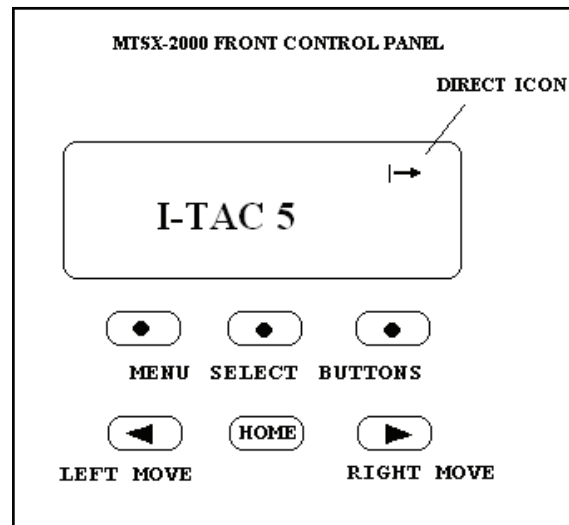 MTSX-2000 FRONT CONTROL PANEL
DIRECT ICON
I-TAC 5
MENU SELECT BUTTONS
HOME
LEFT MOVE
RIGHT MOVE